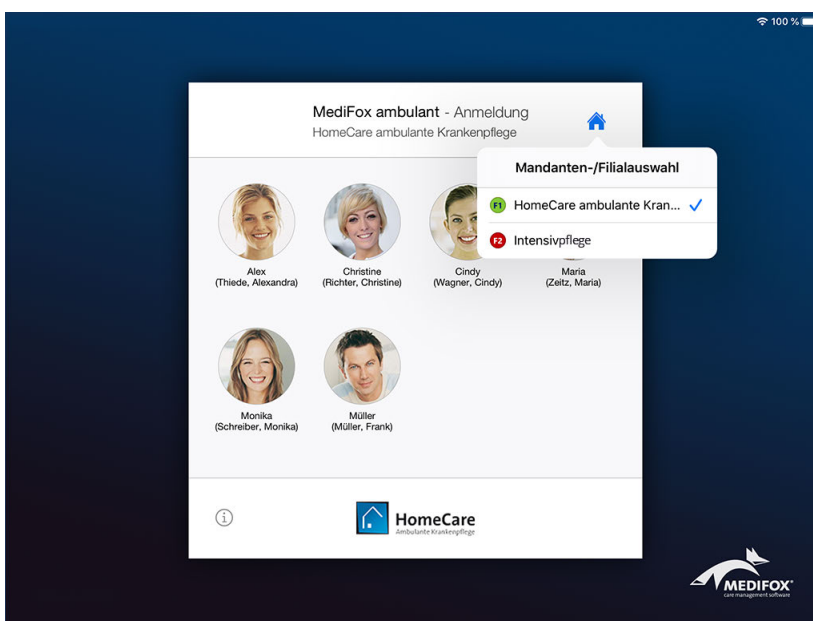 100 %
MediFox ambulant - Anmeldung
HomeCare ambulante Krankenpflege
Mandanten-/Filialauswahl
F1 HomeCare ambulante Kran...
F2 Intensivpflege
Alex
(Thiede, Alexandra)
Christine
(Richter, Christine)
Cindy
(Wagner, Cindy)
Maria
(Zeitz, Maria)
Monika
(Schreiber, Monika)
Müller
(Müller, Frank)
HomeCare
Ambulante Krankenpflege
MEDIFOX®
care management software